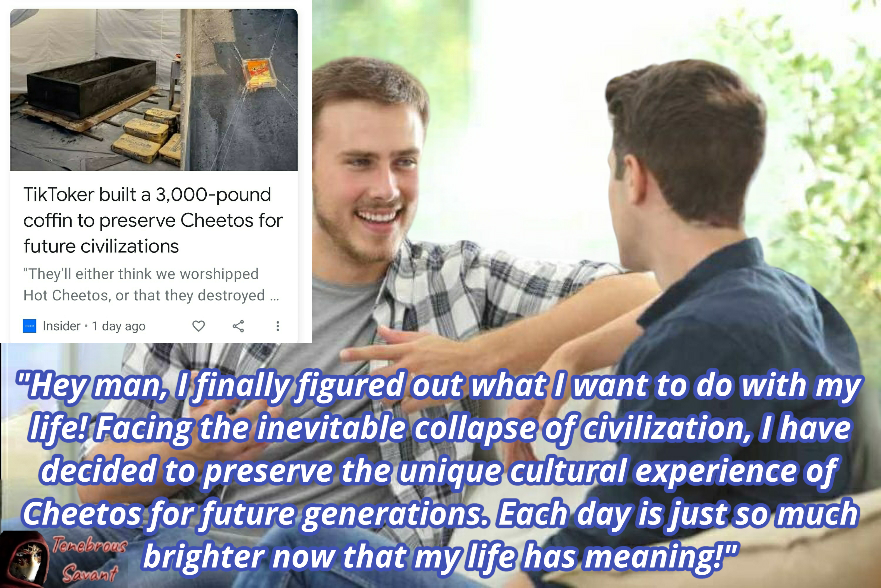 TikToker built a 3,000-pound
coffin to preserve Cheetos for
future civilizations
"They'll either think we worshipped
Hot Cheetos, or that they destroyed ...
Insider · 1 day ago
"Hey man, I finally figured out what I want to do with my
life! Facing the inevitable collapse of civilization, I have
decided to preserve the unique cultural experience of
Cheetos for future generations. Each day is just so much
brighter now that my life has meaning!"
Tenebrous
Savant